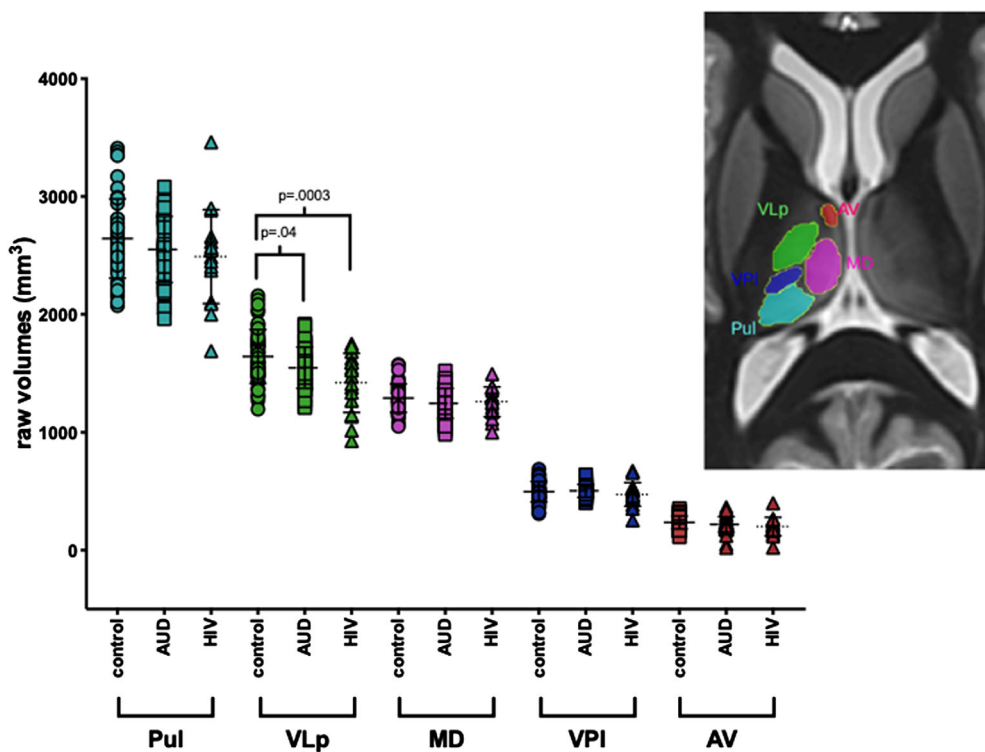 4000
3000
2000
1000
0
raw volumes (mm³)
p=.0003
p=.04
VLp
AV
VPl
MD
Pul
control
AUD
HIV
control
AUD
HIV
control
AUD
HIV
control
AUD
HIV
control
AUD
HIV
Pul
VLp
MD
VPl
AV